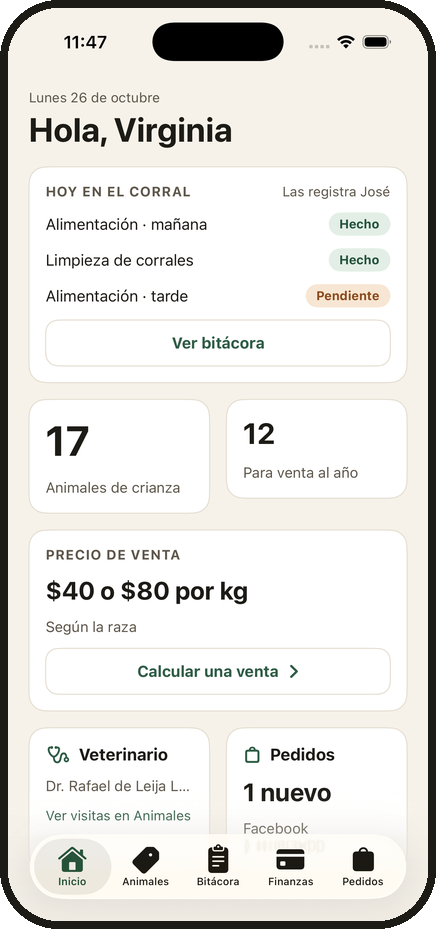 11:47
Lunes 26 de octubre
Hola, Virginia
HOY EN EL CORRAL
Las registra José
Alimentación · mañana
Hecho
Limpieza de corrales
Hecho
Alimentación · tarde
Pendiente
Ver bitácora
17
Animales de crianza
12
Para venta al año
PRECIO DE VENTA
$40 o $80 por kg
Según la raza
Calcular una venta
Veterinario
Dr. Rafael de Leija L...
Ver visitas en Animales
Pedidos
1 nuevo
Facebook
Inicio
Animales
Bitácora
Finanzas
Pedidos